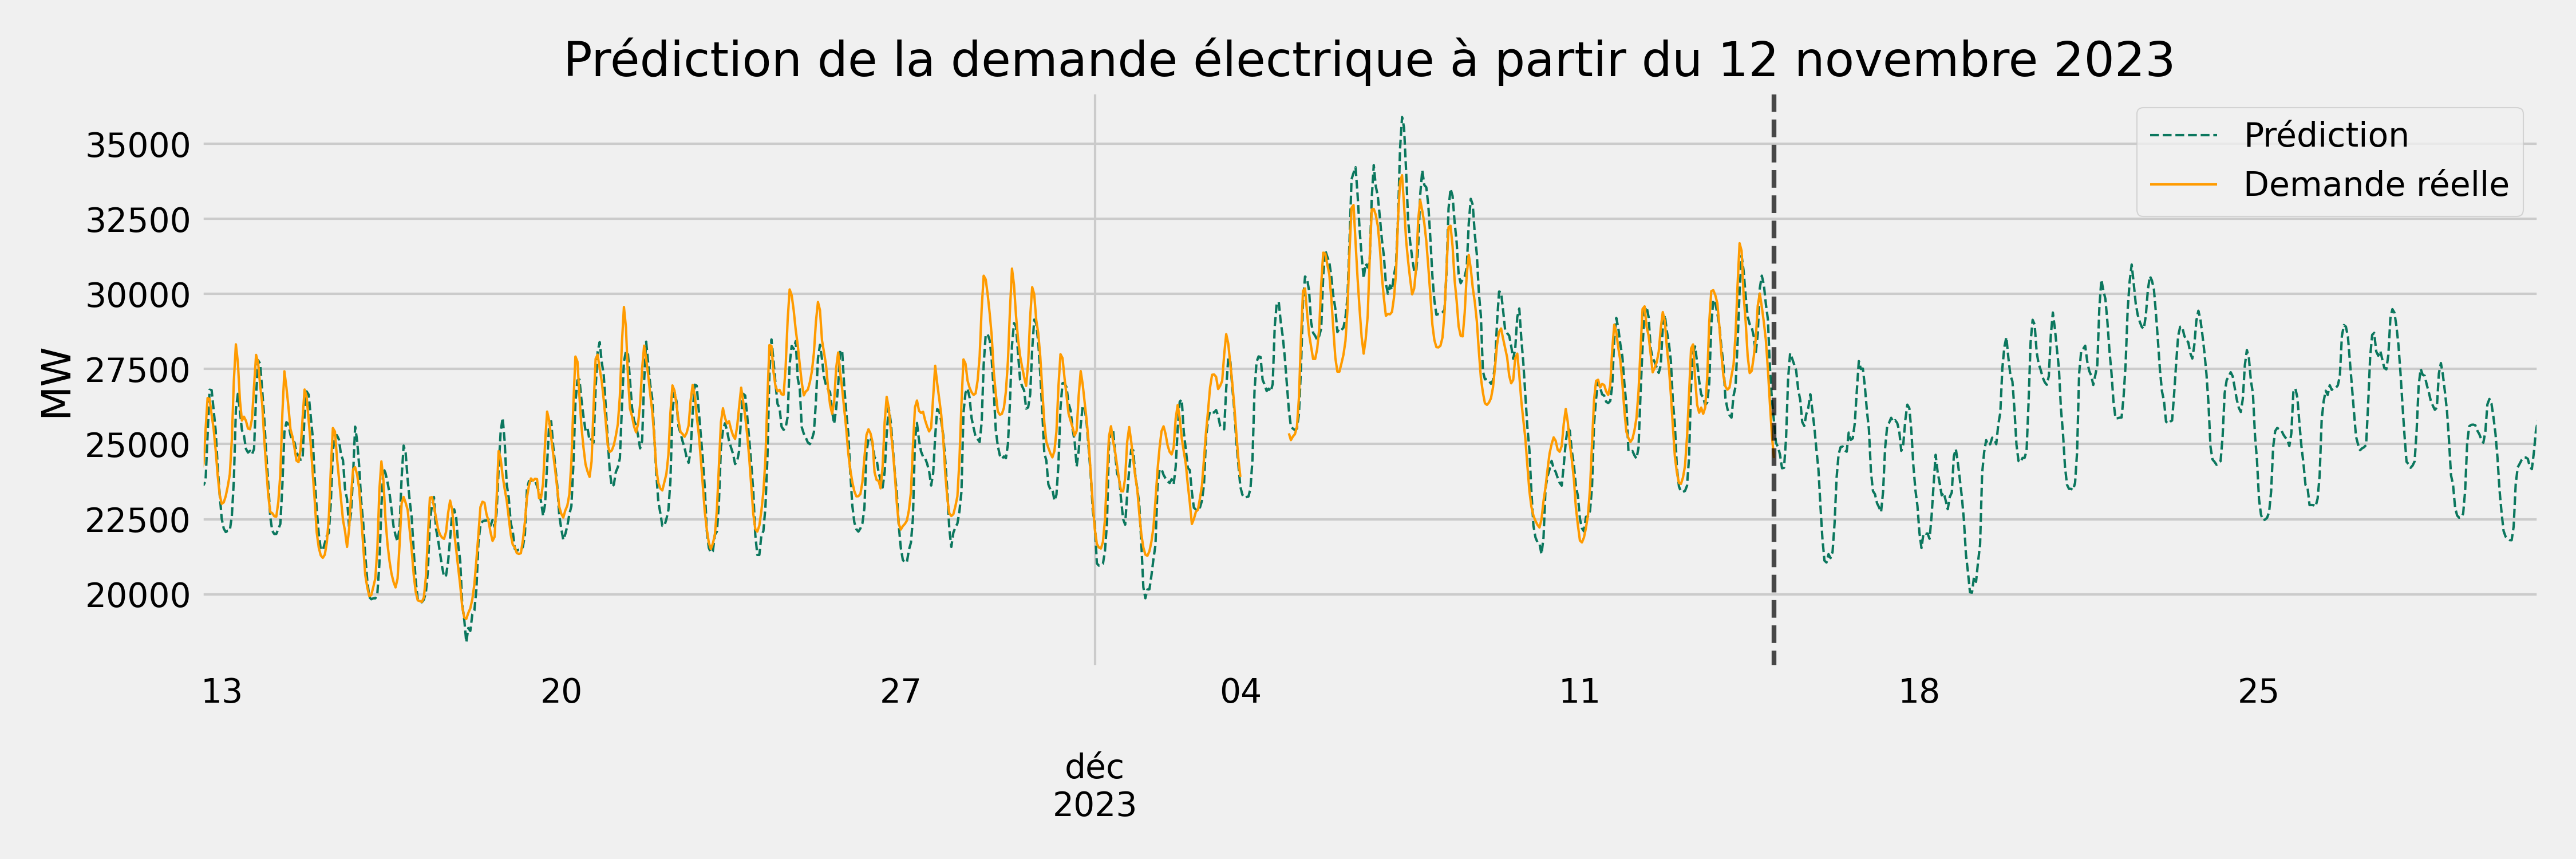 Prédiction de la demande électrique à partir du 12 novembre 2023
Prédiction
Demande réelle
MW
35000
32500
30000
27500
25000
22500
20000
13 20 27 04 11 18 25
déc
2023